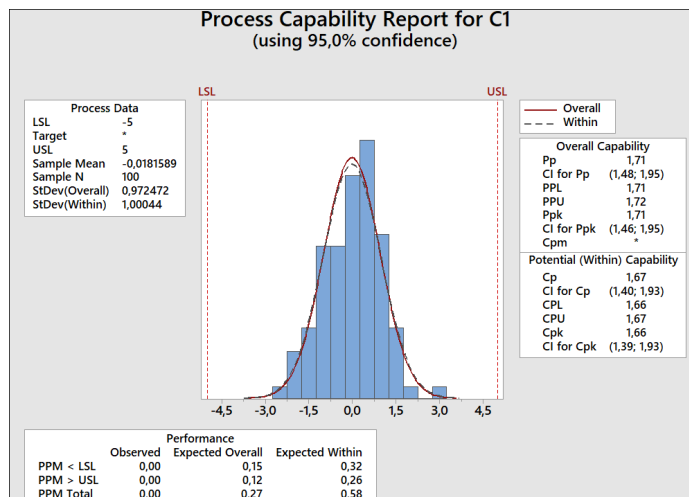 Process Capability Report for C1
(using 95,0% confidence)
LSL
USL
Process Data
LSL -5
Target *
USL 5
Sample Mean -0,0181589
Sample N 100
StDev(Overall) 0,972472
StDev(Within) 1,00044
Overall
Within
Overall Capability
Pp 1,71
CI for Pp (1,48; 1,95)
PPL 1,71
PPU 1,72
Ppk 1,71
CI for Ppk (1,46; 1,95)
Cpm *
Potential (Within) Capability
Cp 1,67
CI for Cp (1,40; 1,93)
CPL 1,66
CPU 1,67
Cpk 1,66
CI for Cpk (1,39; 1,93)
-4,5 -3,0 -1,5 0,0 1,5 3,0 4,5
Performance
Observed Expected Overall Expected Within
PPM < LSL 0,00 0,15 0,32
PPM > USL 0,00 0,12 0,26
PPM Total 0,00 0,27 0,58